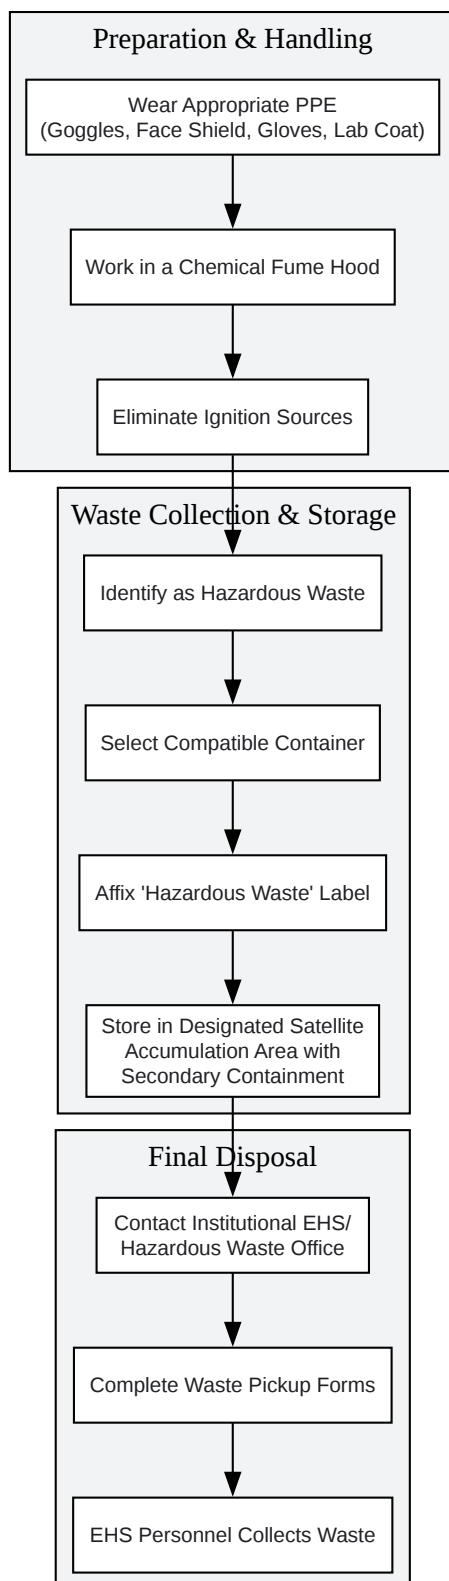 Preparation & Handling
Wear Appropriate PPE
(Goggles, Face Shield, Gloves, Lab Coat)
Work in a Chemical Fume Hood
Eliminate Ignition Sources
Waste Collection & Storage
Identify as Hazardous Waste
Select Compatible Container
Affix 'Hazardous Waste' Label
Store in Designated Satellite
Accumulation Area with
Secondary Containment
Final Disposal
Contact Institutional EHS/
Hazardous Waste Office
Complete Waste Pickup Forms
EHS Personnel Collects Waste